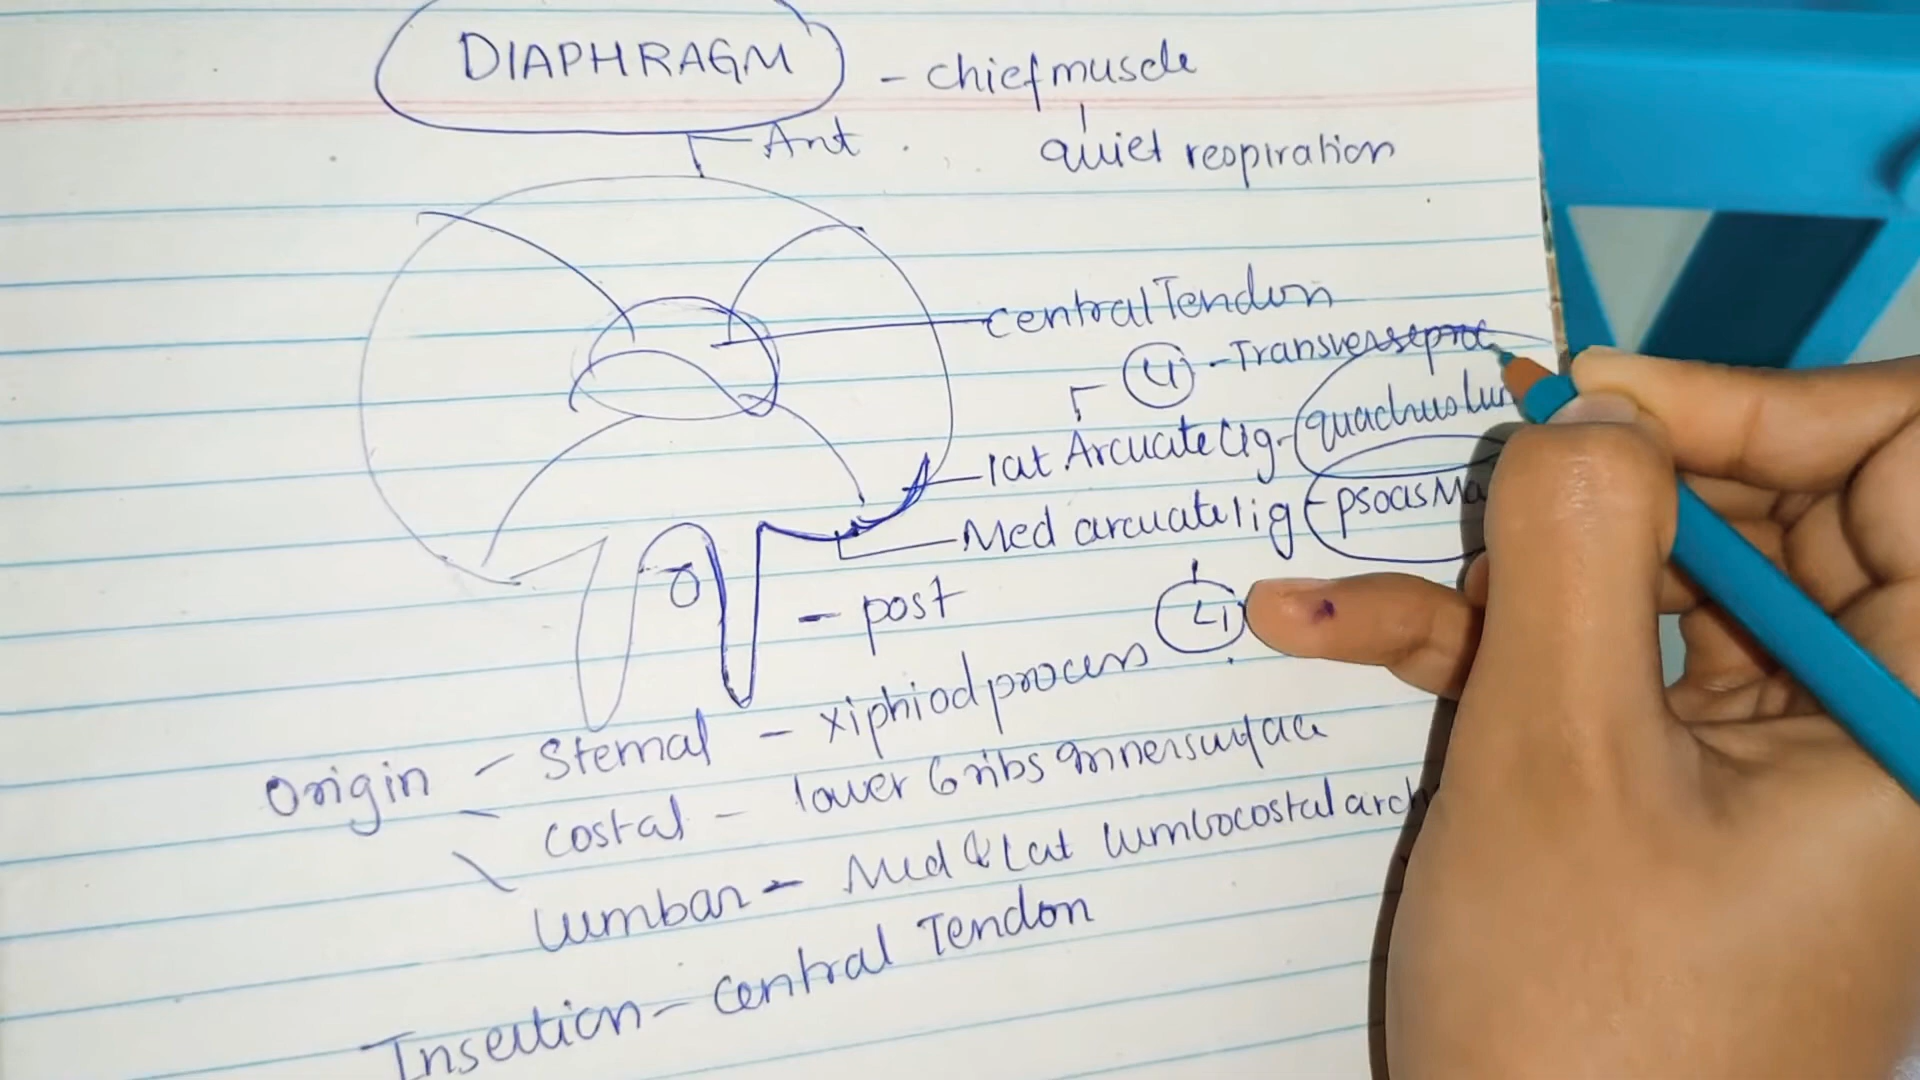 DIAPHRAGM - chief muscle
Ant
quiet respiration
central Tendon
L1 - Transverse proc
lat Arcuate lig - quadrus lum
Med arcuate lig - psoas Ma
- post
L1
Origin - Sternal - xiphiod process
costal - lower 6 ribs innersurface
lumbar - Med & Lat lumbocostal arch
Insertion - central Tendon